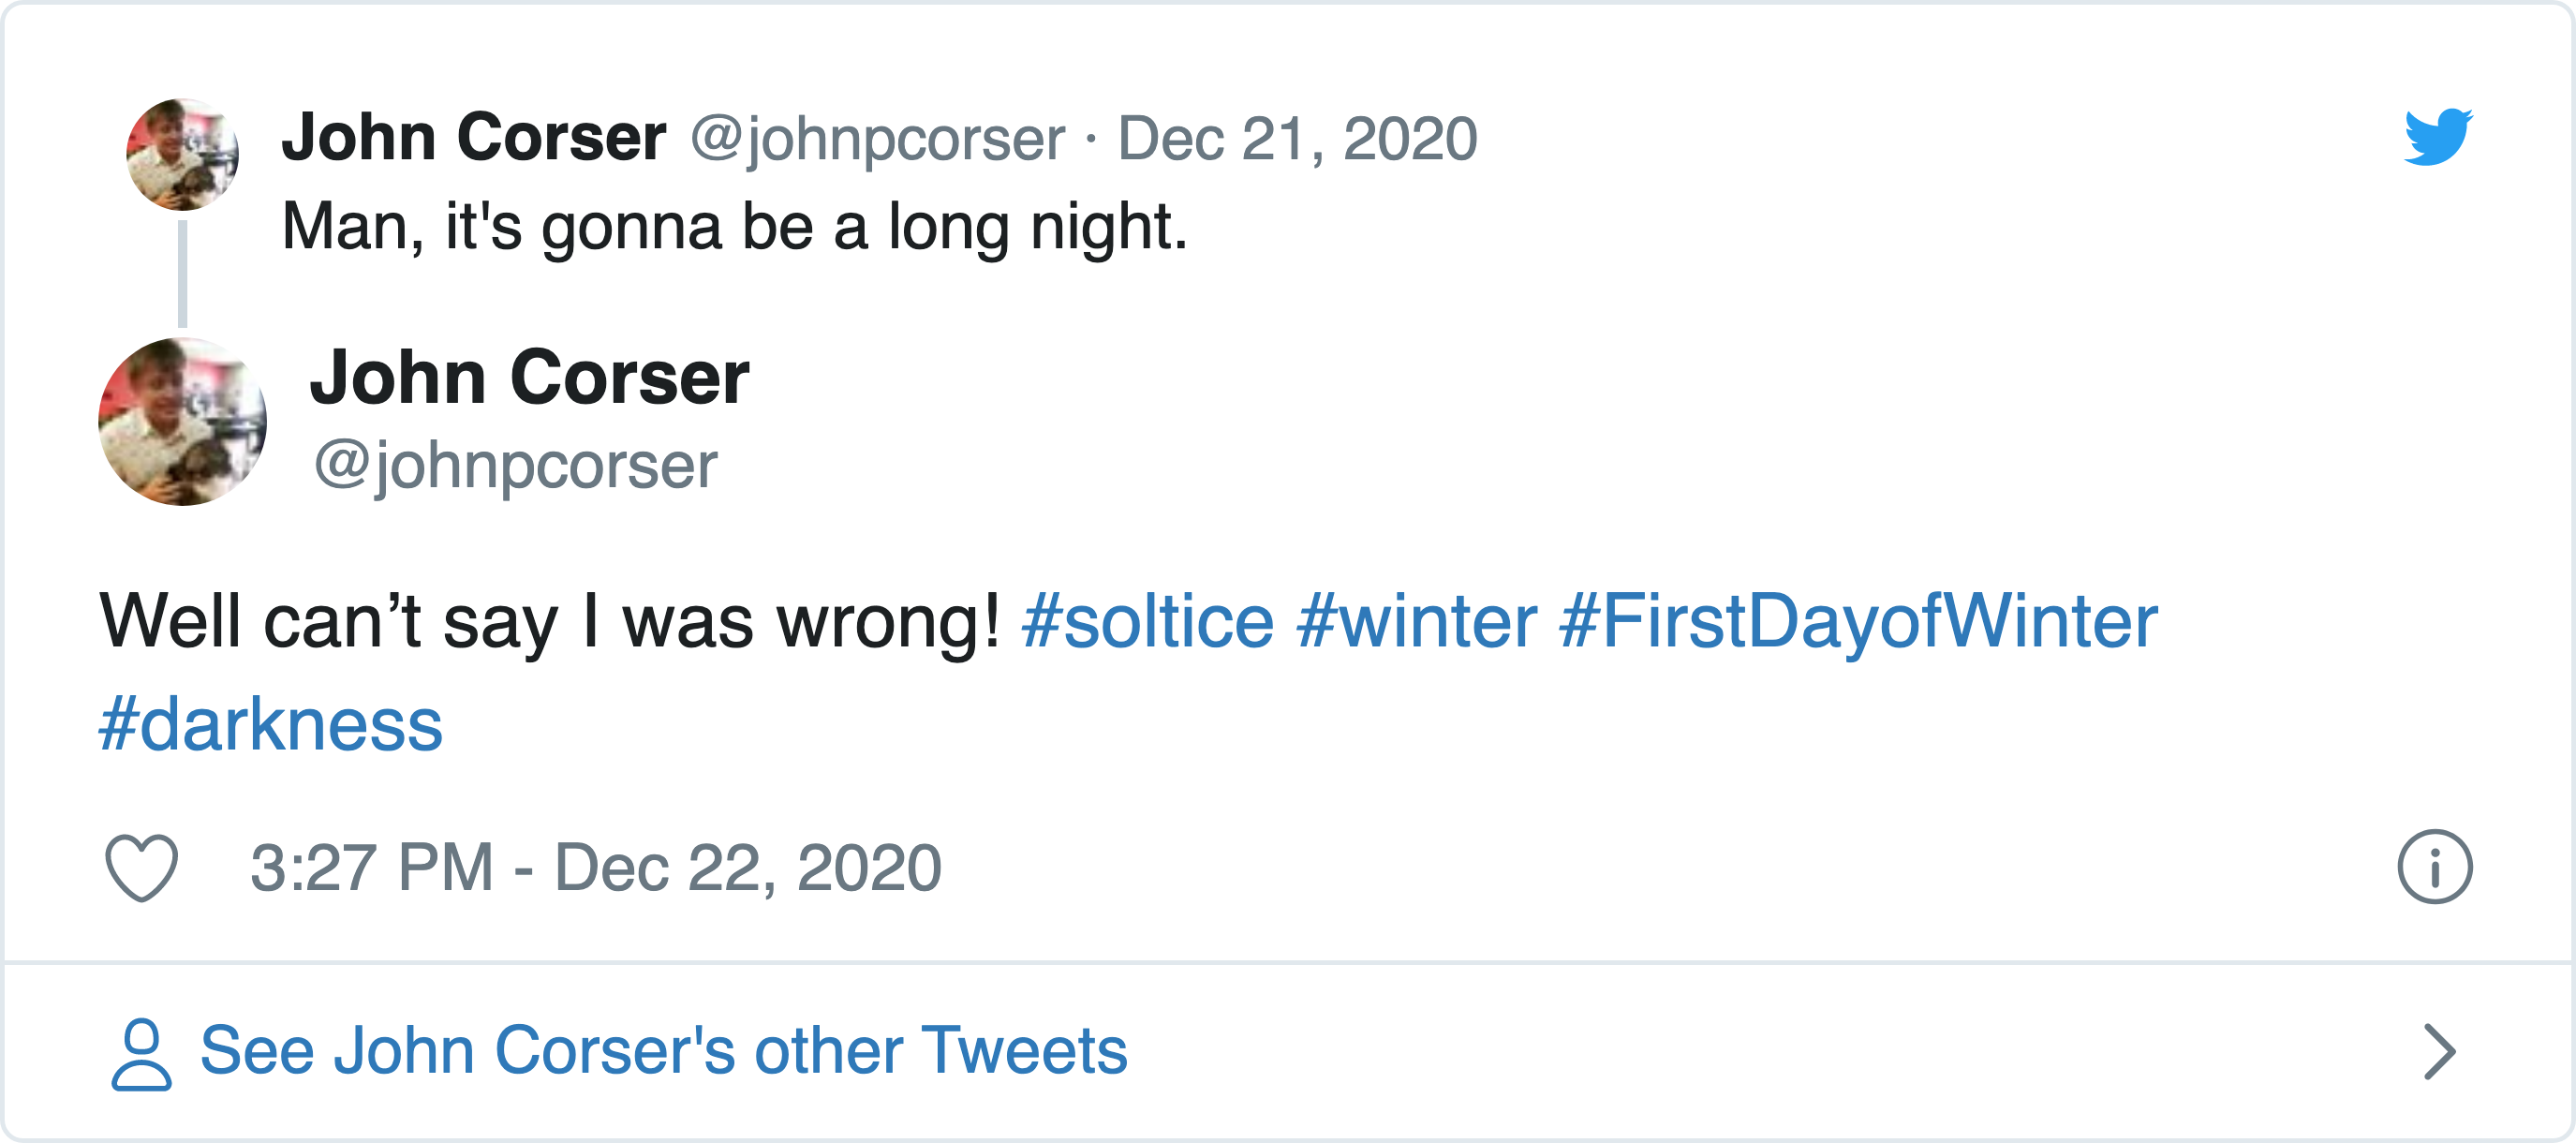 John Corser @johnpcorser · Dec 21, 2020
Man, it's gonna be a long night.
John Corser
@johnpcorser
Well can’t say I was wrong! #soltice #winter #FirstDayofWinter
#darkness
3:27 PM - Dec 22, 2020
See John Corser's other Tweets